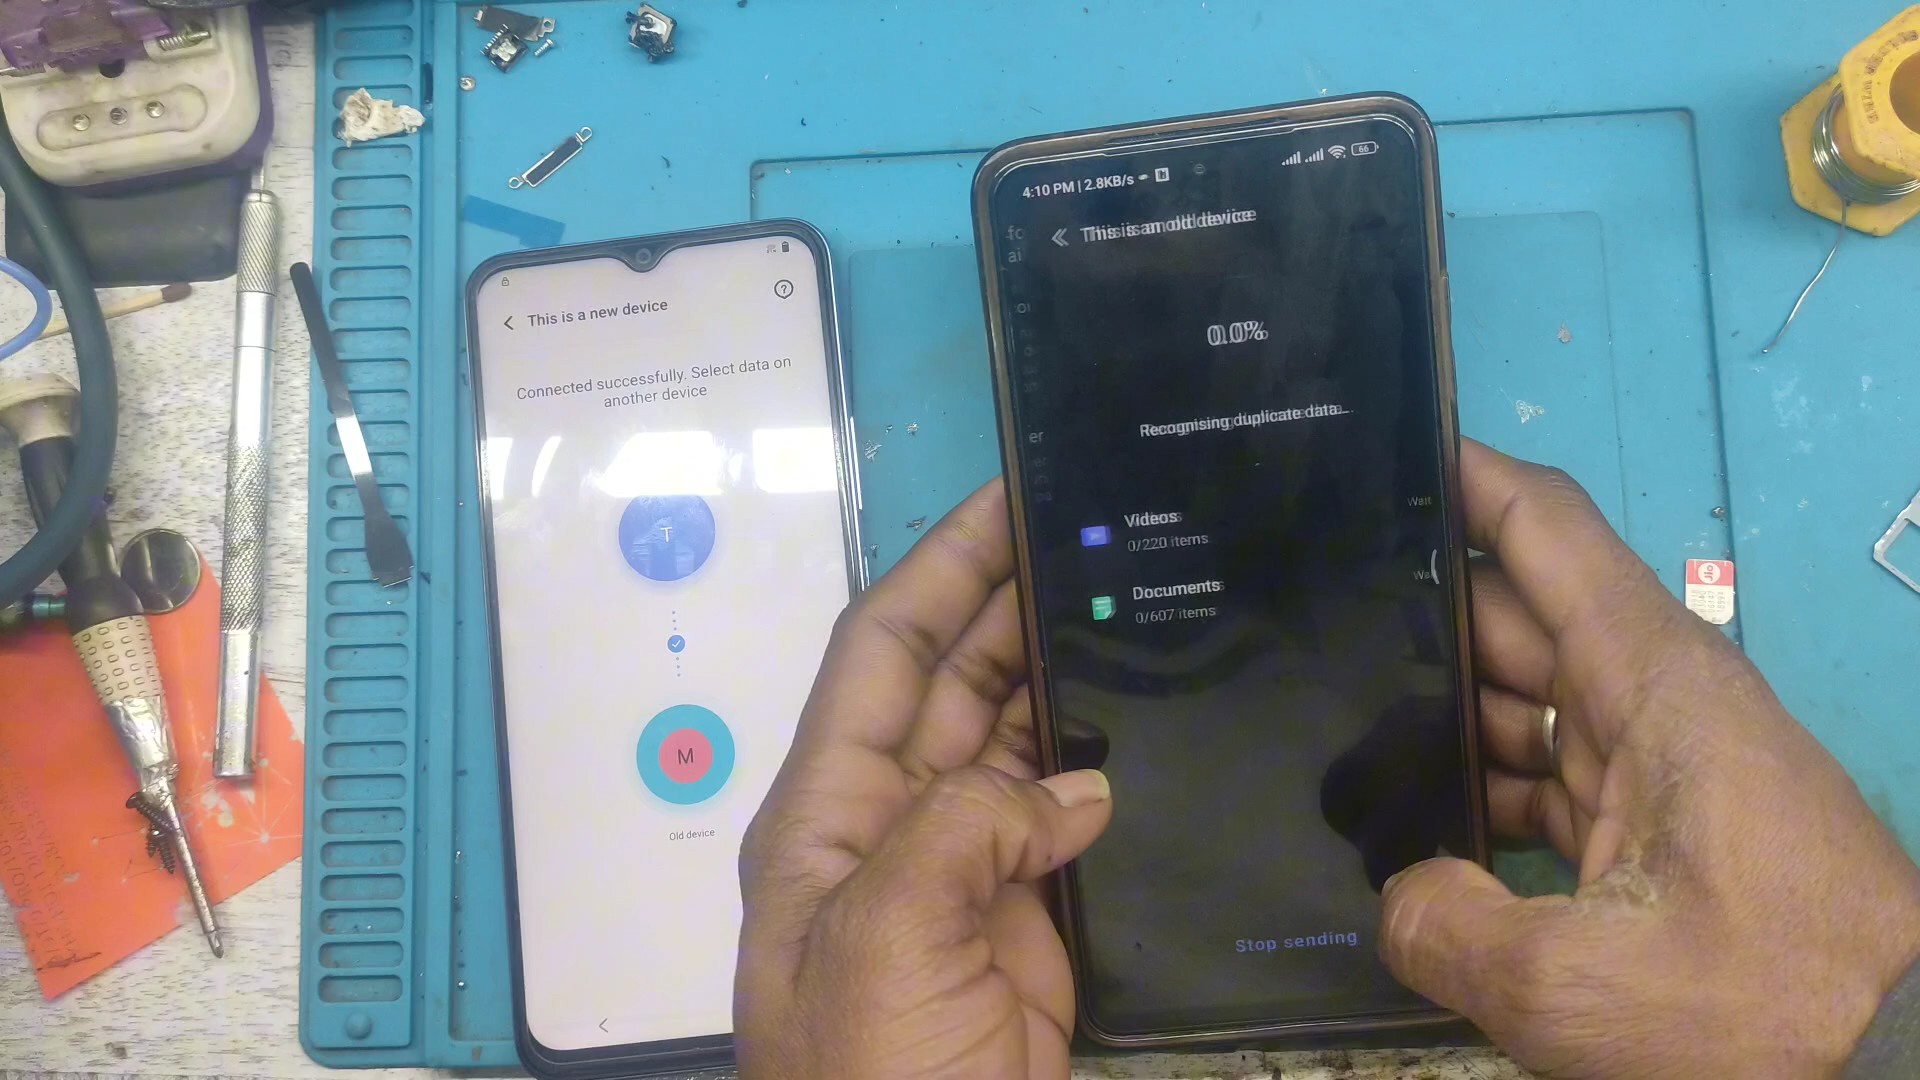 This is a new device
Connected successfully. Select data on
another device
T
M
Old device
4:10 PM | 2.8KB/s
66
This is an old device
0.0%
Recognising duplicate data...
Videos
0/220 items
Wait
Documents
0/607 items
Stop sending
Jio